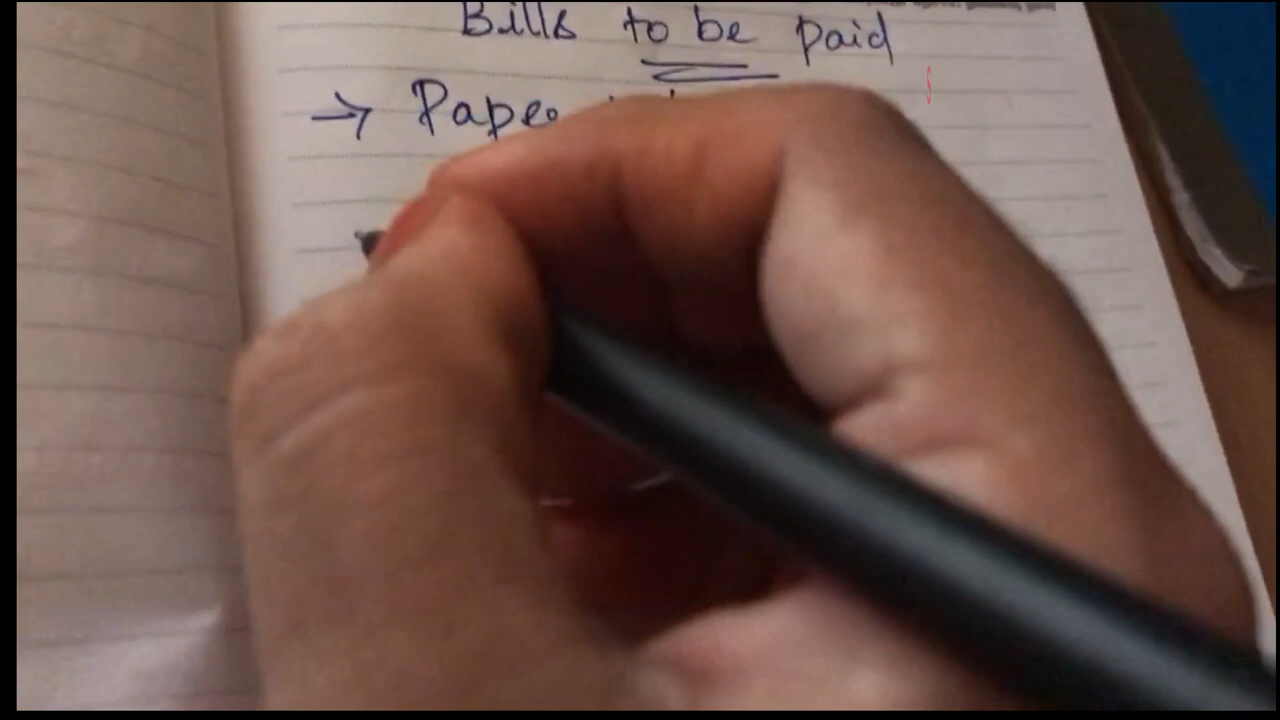 Bills to be paid
→ Paper